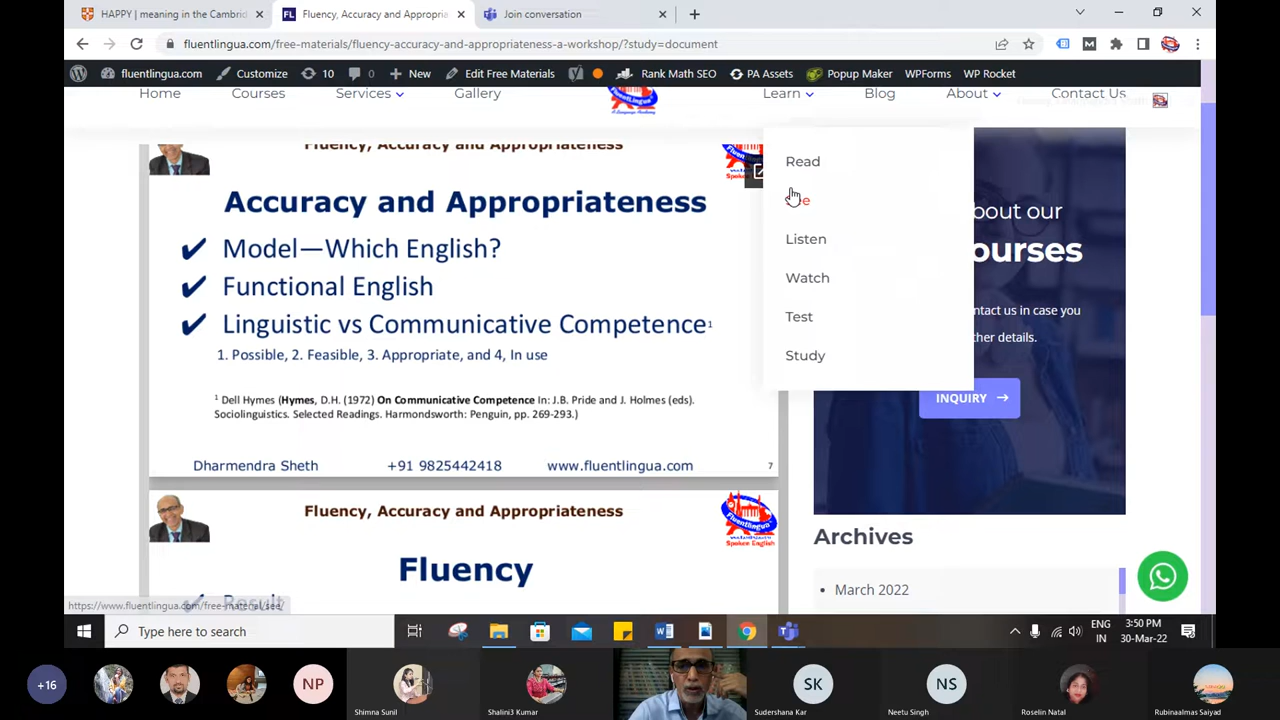 HAPPY | meaning in the Cambrid
FL Fluency, Accuracy and Appropria
Join conversation
fluentlingua.com/free-materials/fluency-accuracy-and-appropriateness-a-workshop/?study=document
fluentlingua.com Customize 10 0 New Edit Free Materials Rank Math SEO PA Assets Popup Maker WPForms WP Rocket
Home Courses Services Gallery Learn Blog About Contact Us
Fluency, Accuracy and Appropriateness
Accuracy and Appropriateness
✔ Model—Which English?
✔ Functional English
✔ Linguistic vs Communicative Competence¹
1. Possible, 2. Feasible, 3. Appropriate, and 4, In use
¹ Dell Hymes (Hymes, D.H. (1972) On Communicative Competence In: J.B. Pride and J. Holmes (eds).
Sociolinguistics. Selected Readings. Harmondsworth: Penguin, pp. 269-293.)
Dharmendra Sheth +91 9825442418 www.fluentlingua.com 7
Read
Listen
Watch
Test
Study
bout our
ourses
ntact us in case you
ther details.
INQUIRY →
Fluency, Accuracy and Appropriateness
Fluentlingua
Spoken English
Fluency
✔ Result
Archives
• March 2022
https://www.fluentlingua.com/free-material/see/
Type here to search
ENG
IN
3:50 PM
30-Mar-22
+16
NP
SK
NS
Shimna Sunil
Shalini3 Kumar
Sudershana Kar
Neetu Singh
Roselin Natal
Rubinaalmas Saiyad